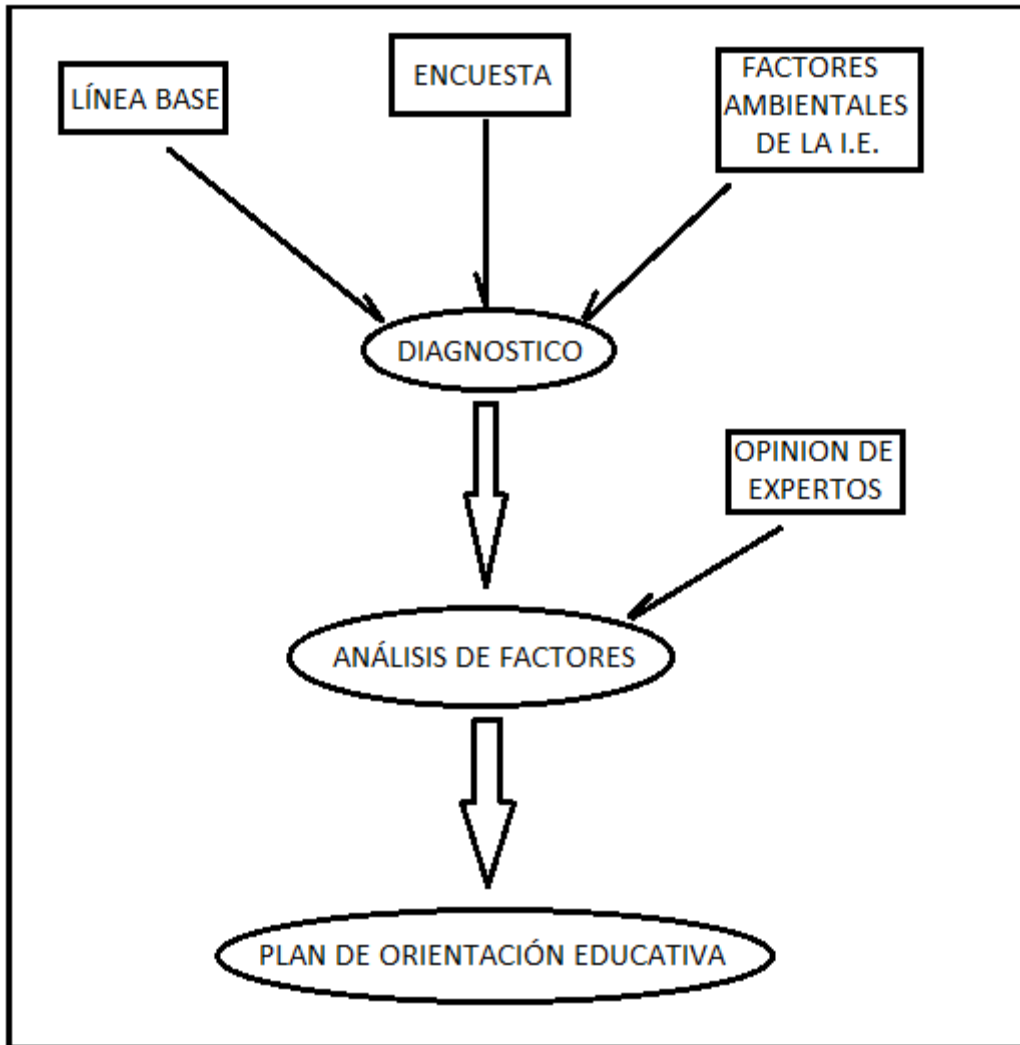 LÍNEA BASE
ENCUESTA
FACTORES
AMBIENTALES
DE LA I.E.
DIAGNOSTICO
OPINION DE
EXPERTOS
ANÁLISIS DE FACTORES
PLAN DE ORIENTACIÓN EDUCATIVA